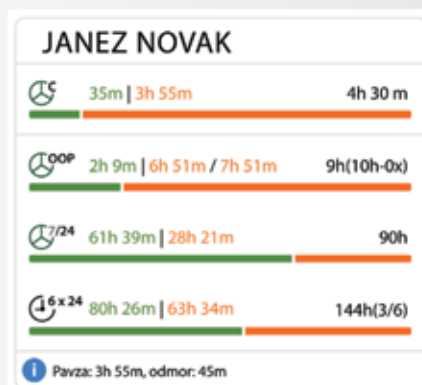 JANEZ NOVAK
C 35m | 3h 55m 4h 30 m
OOP 2h 9m | 6h 51m / 7h 51m 9h(10h-0x)
7/24 61h 39m | 28h 21m 90h
6 x 24 80h 26m | 63h 34m 144h(3/6)
i Pavza: 3h 55m, odmor: 45m